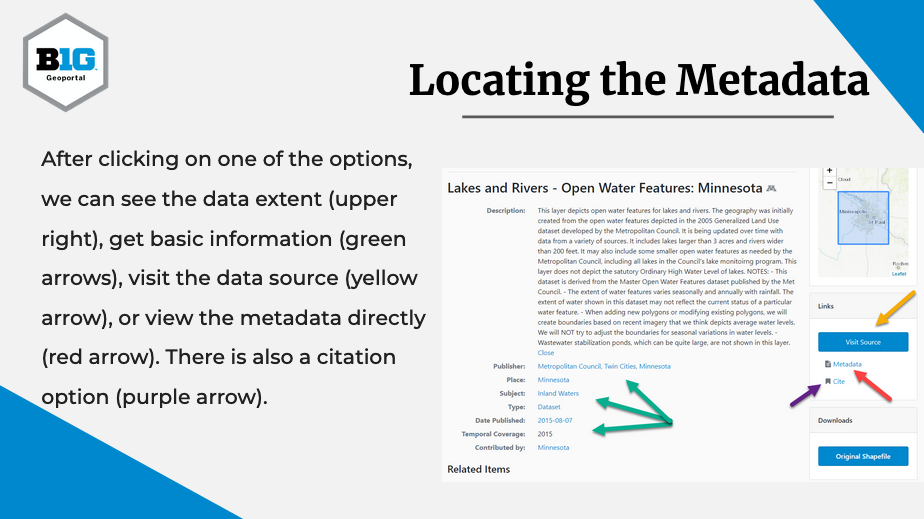 B1G
Geoportal
Locating the Metadata
After clicking on one of the options,
we can see the data extent (upper
right), get basic information (green
arrows), visit the data source (yellow
arrow), or view the metadata directly
(red arrow). There is also a citation
option (purple arrow).
Lakes and Rivers - Open Water Features: Minnesota
Description: This layer depicts open water features for lakes and rivers. The geography was initially
created from the open water features depicted in the 2005 Generalized Land Use
dataset developed by the Metropolitan Council. It is being updated over time with
data from a variety of sources. It includes lakes larger than 3 acres and rivers wider
than 200 feet. It may also include some smaller open water features as needed by the
Metropolitan Council, including all lakes in the Council's lake monitoirng program. This
layer does not depict the satutory Ordinary High Water Level of lakes. NOTES: - This
dataset is derived from the Master Open Water Features dataset published by the Met
Council. - The extent of water features varies seasonally and annually with rainfall. The
extent of water shown in this dataset may not reflect the current status of a particular
water feature. - When adding new polygons or modifying existing polygons, we will
create boundaries based on recent imagery that we think depicts average water levels.
We will NOT try to adjust the boundaries for seasonal variations in water levels. -
Wastewater stabilization ponds, which can be quite large, are not shown in this layer.
Close
Publisher: Metropolitan Council, Twin Cities, Minnesota
Place: Minnesota
Subject: Inland Waters
Type: Dataset
Date Published: 2015-08-07
Temporal Coverage: 2015
Contributed by: Minnesota
Related Items
+
−
Cloud
Minneapolis
Leaflet
Links
Visit Source
Metadata
Cite
Downloads
Original Shapefile